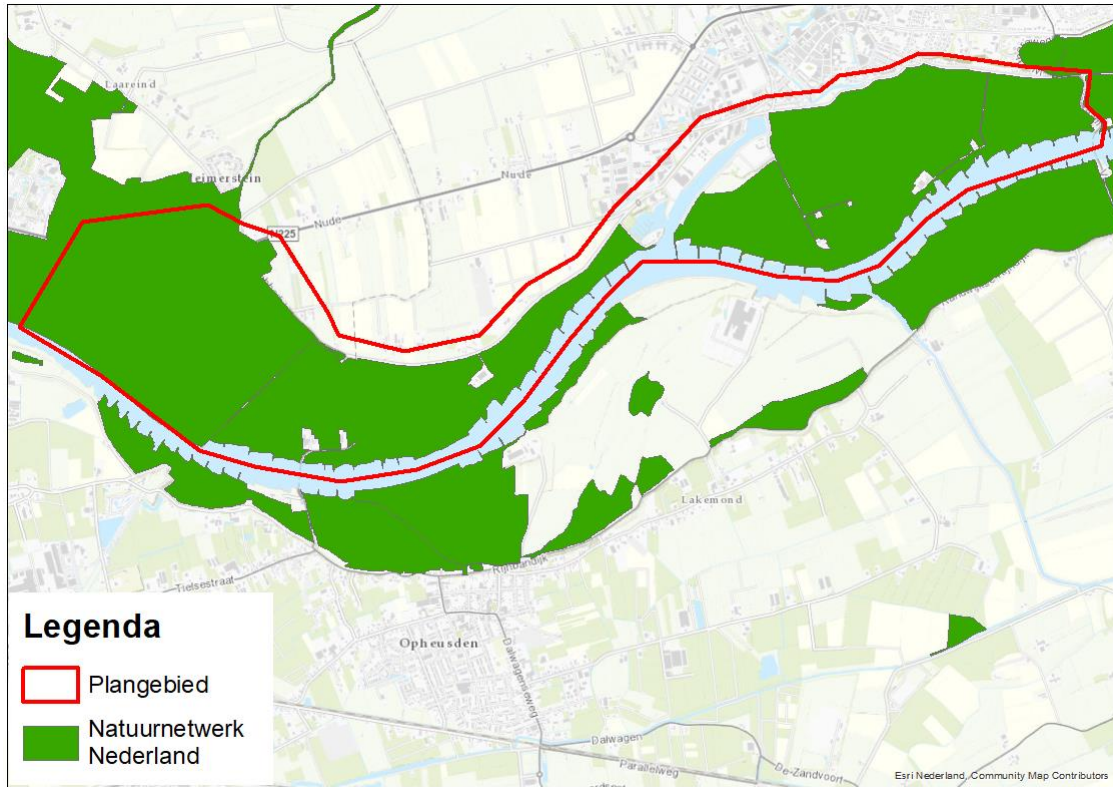 Laareind
eimerstein
Nude
N225
Nude
Lakemond
Rijnbandijk
Tielsestraat
Opheusden
Dalwagenseweg
Dalwagen
Parallelweg
De-Zandvoort
Legenda
Plangebied
Natuurnetwerk
Nederland
Esri Nederland, Community Map Contributors